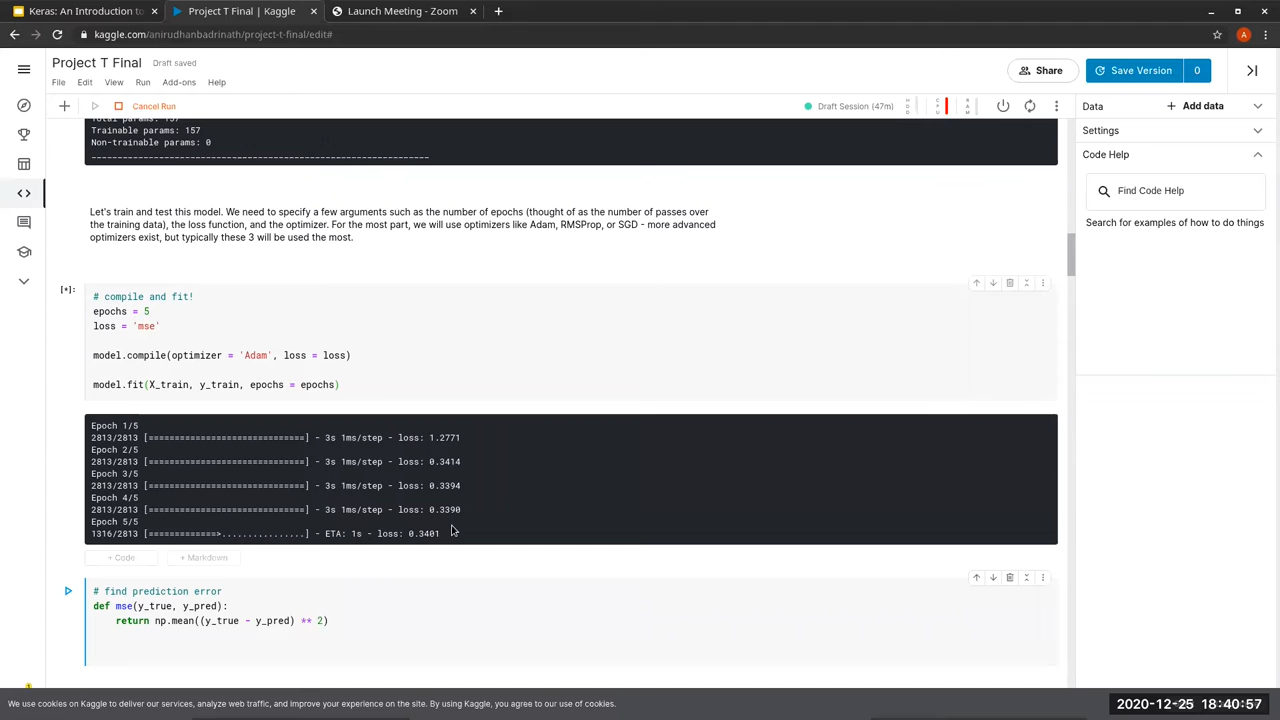 Keras: An Introduction to
Project T Final | Kaggle
Launch Meeting - Zoom
kaggle.com/anirudhanbadrinath/project-t-final/edit#
A
Project T Final
Draft saved
File Edit View Run Add-ons Help
Share
Save Version
0
Cancel Run
Draft Session (47m)
HDD
CPU
RAM
Data
Add data
Settings
Code Help
Find Code Help
Search for examples of how to do things
Total params: 157
Trainable params: 157
Non-trainable params: 0
Let's train and test this model. We need to specify a few arguments such as the number of epochs (thought of as the number of passes over
the training data), the loss function, and the optimizer. For the most part, we will use optimizers like Adam, RMSProp, or SGD - more advanced
optimizers exist, but typically these 3 will be used the most.
[*]:
# compile and fit!
epochs = 5
loss = 'mse'
model.compile(optimizer = 'Adam', loss = loss)
model.fit(X_train, y_train, epochs = epochs)
Epoch 1/5
2813/2813 [==============================] - 3s 1ms/step - loss: 1.2771
Epoch 2/5
2813/2813 [==============================] - 3s 1ms/step - loss: 0.3414
Epoch 3/5
2813/2813 [==============================] - 3s 1ms/step - loss: 0.3394
Epoch 4/5
2813/2813 [==============================] - 3s 1ms/step - loss: 0.3390
Epoch 5/5
1316/2813 [=============>................] - ETA: 1s - loss: 0.3401
+ Code
+ Markdown
# find prediction error
def mse(y_true, y_pred):
return np.mean((y_true - y_pred) ** 2)
We use cookies on Kaggle to deliver our services, analyze web traffic, and improve your experience on the site. By using Kaggle, you agree to our use of cookies.
2020-12-25 18:40:57